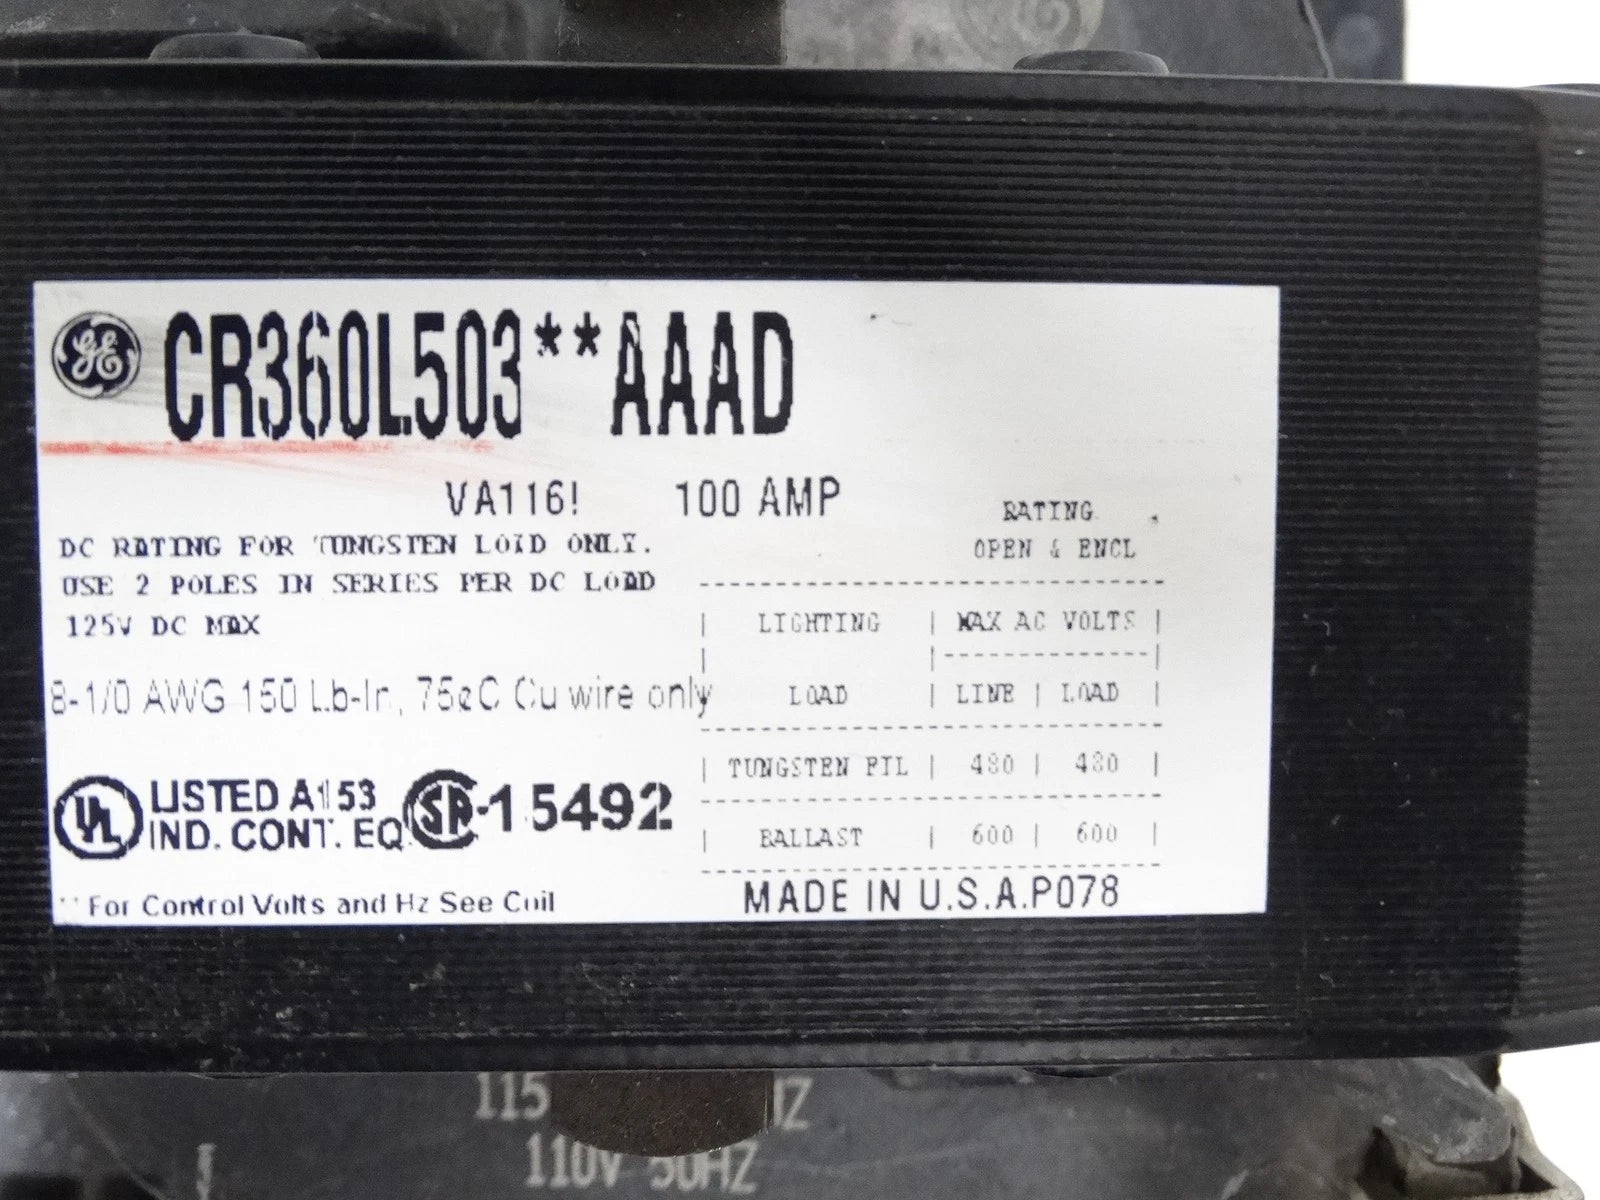 GE CR360L503**AAAD
VA116! 100 AMP
DC RATING FOR TUNGSTEN LOAD ONLY.
USE 2 POLES IN SERIES PER DC LOAD
125V DC MAX
8-1/0 AWG 150 Lb-In, 75¢C Cu wire only
UL LISTED A153
IND. CONT. EQ
SA-15492
** For Control Volts and Hz See Coil
RATING
OPEN & ENCL
LIGHTING | MAX AC VOLTS
LOAD | LINE | LOAD
TUNGSTEN FIL | 480 | 480
BALLAST | 600 | 600
MADE IN U.S.A.P078
115
110V 50HZ